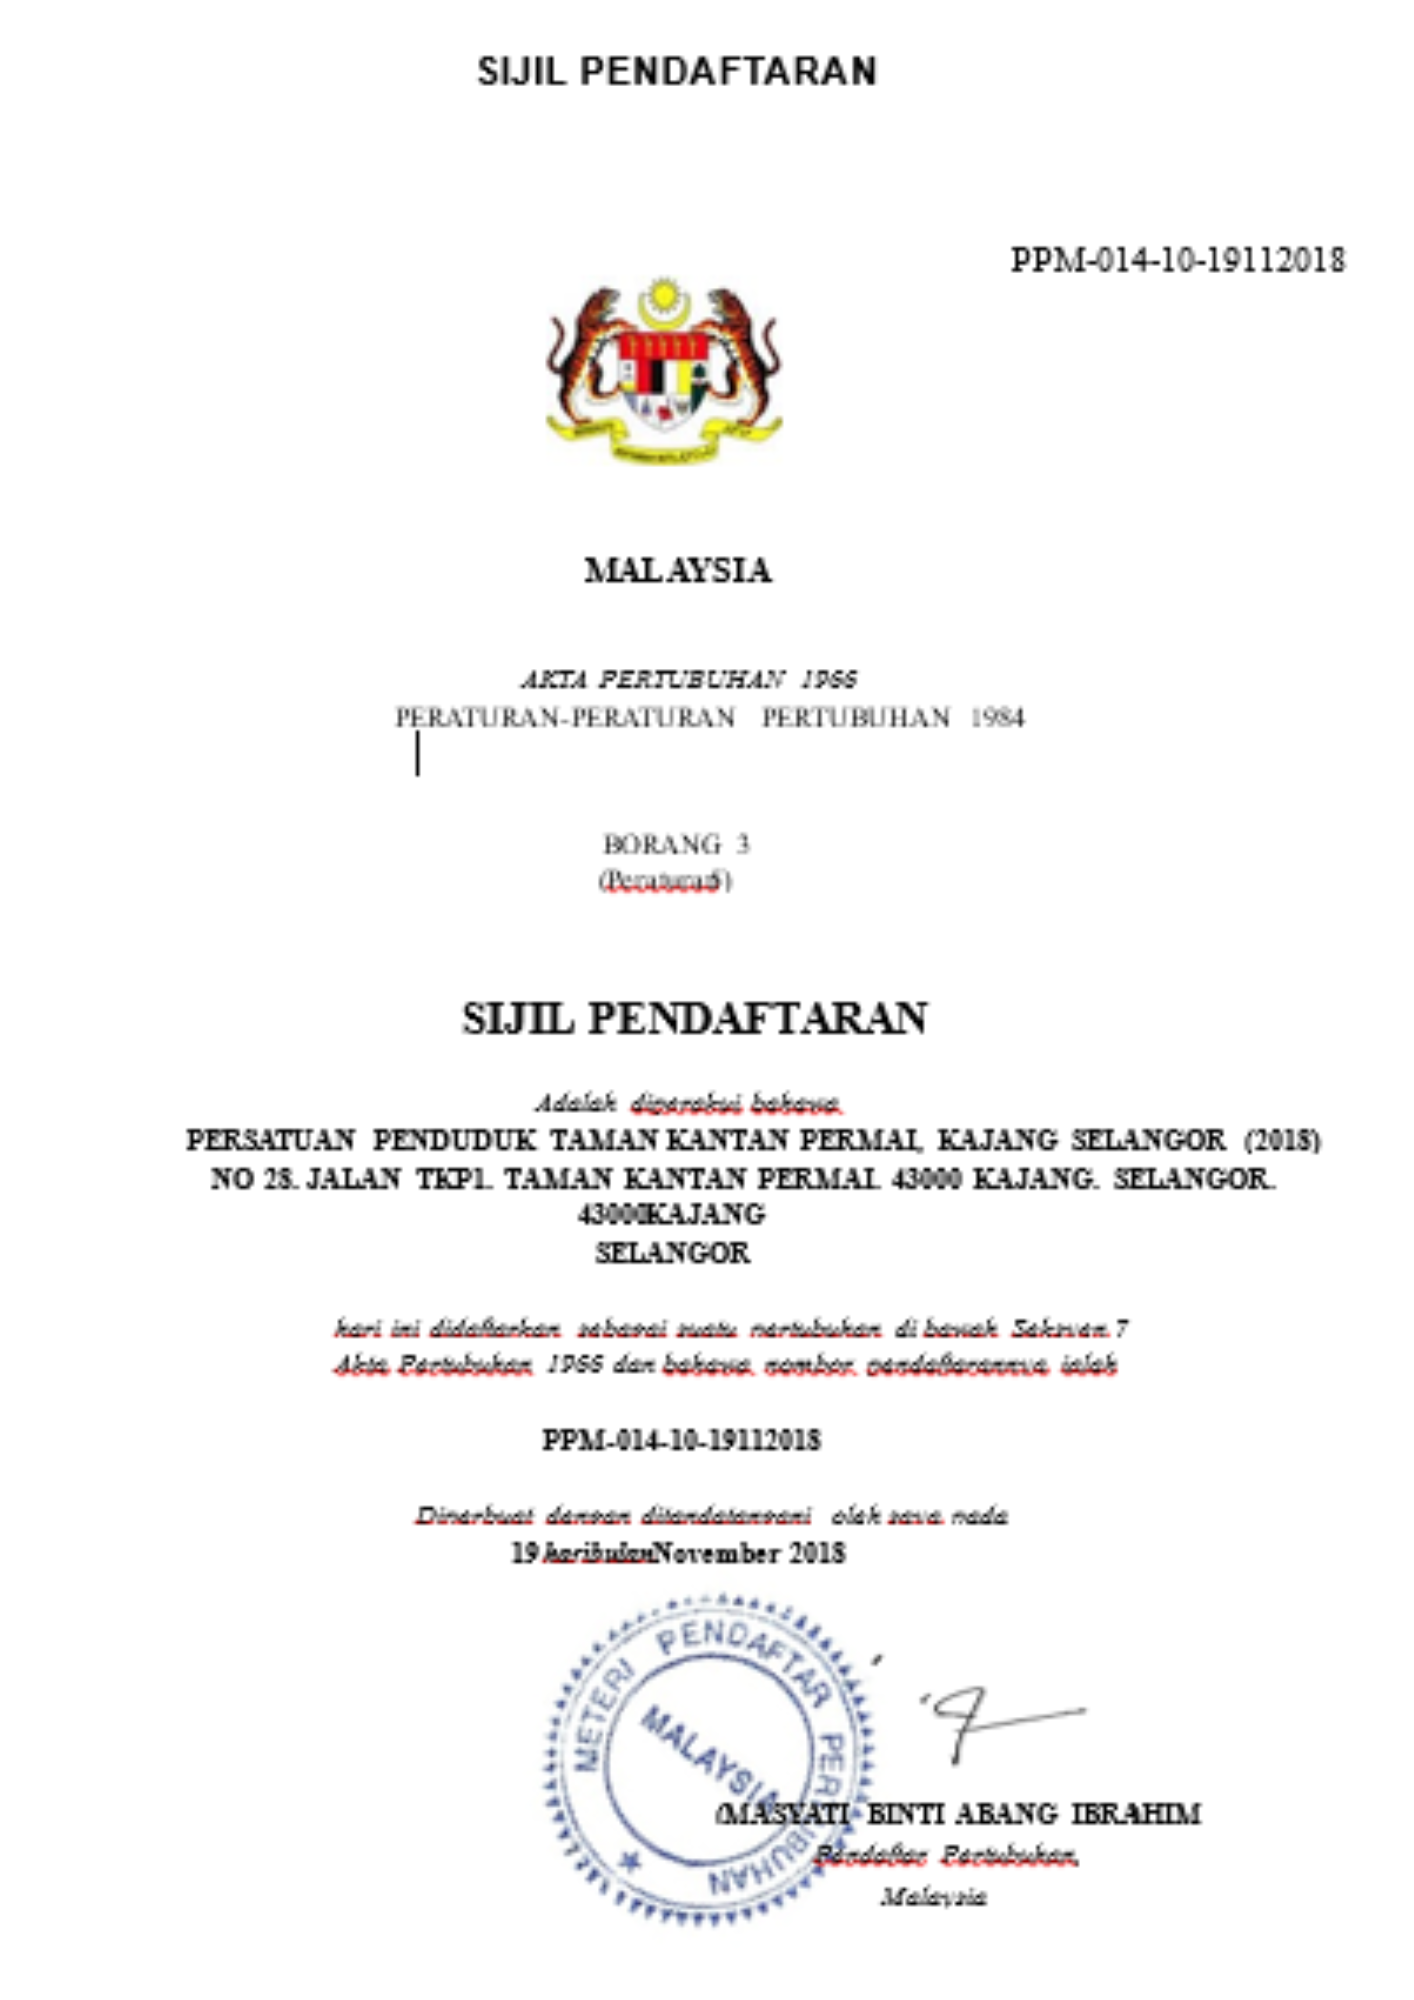 SIJIL PENDAFTARAN
PPM-014-10-19112018
MALAYSIA
AKTA PERTUBUHAN 1966
PERATURAN-PERATURAN PERTUBUHAN 1984
BORANG 3
(Peraturan5)
SIJIL PENDAFTARAN
Adalah diperakui bahawa
PERSATUAN PENDUDUK TAMAN KANTAN PERMAI, KAJANG SELANGOR (2018)
NO 28. JALAN TKP1. TAMAN KANTAN PERMAI. 43000 KAJANG. SELANGOR.
43000KAJANG
SELANGOR
hari ini didaftarkan sebagai suatu pertubuhan di bawah Seksyen 7
Akta Pertubuhan 1966 dan bahawa nombor pendaftarannya ialah
PPM-014-10-19112018
Diperbuat dengan ditandatangani oleh saya pada
19 haribulanNovember 2018
METERI PENDAFTAR PERTUBUHAN
MALAYSIA
(MASYATI BINTI ABANG IBRAHIM
Pendaftar Pertubuhan,
Malaysia